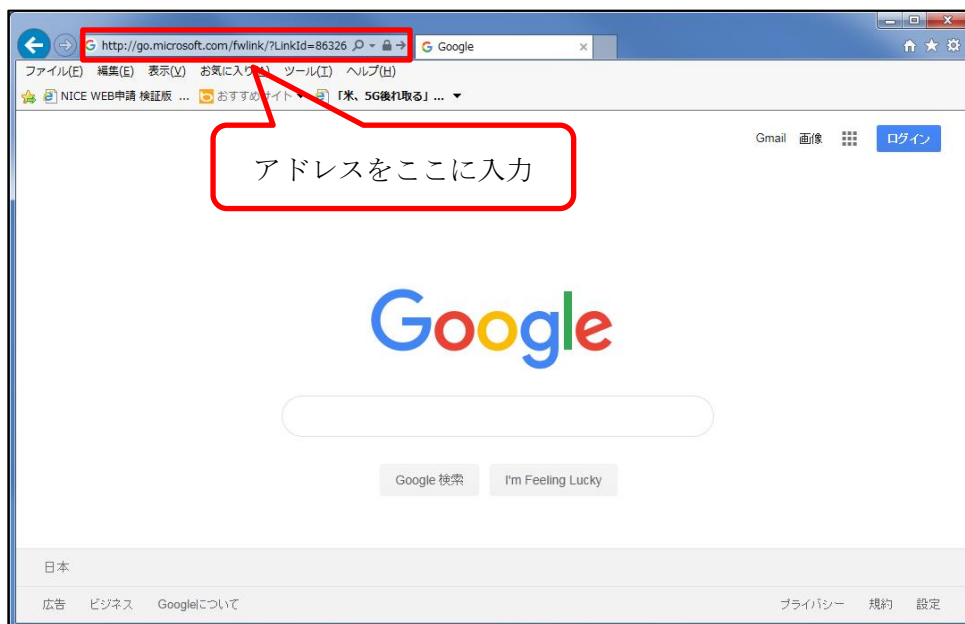 http://go.microsoft.com/fwlink/?LinkId=86326
Google
ファイル(F) 編集(E) 表示(V) お気に入り ツール(T) ヘルプ(H)
NICE WEB申請 検証版 ... おすすめサイト 「米、5G後れ取る」 ...
アドレスをここに入力
Gmail 画像 ログイン
Google
Google 検索 I'm Feeling Lucky
日本
広告 ビジネス Googleについて プライバシー 規約 設定